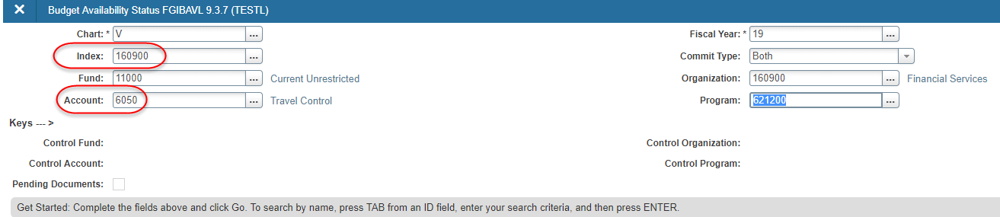 Budget Availability Status FGIBAVL 9.3.7 (TESTL)
Chart: * V ... Fiscal Year: * 19 ...
Index: 160900 ... Commit Type: Both
Fund: 11000 ... Current Unrestricted Organization: 160900 ... Financial Services
Account: 6050 ... Travel Control Program: 621200 ...
Keys --- >
Control Fund: Control Organization:
Control Account: Control Program:
Pending Documents:
Get Started: Complete the fields above and click Go. To search by name, press TAB from an ID field, enter your search criteria, and then press ENTER.